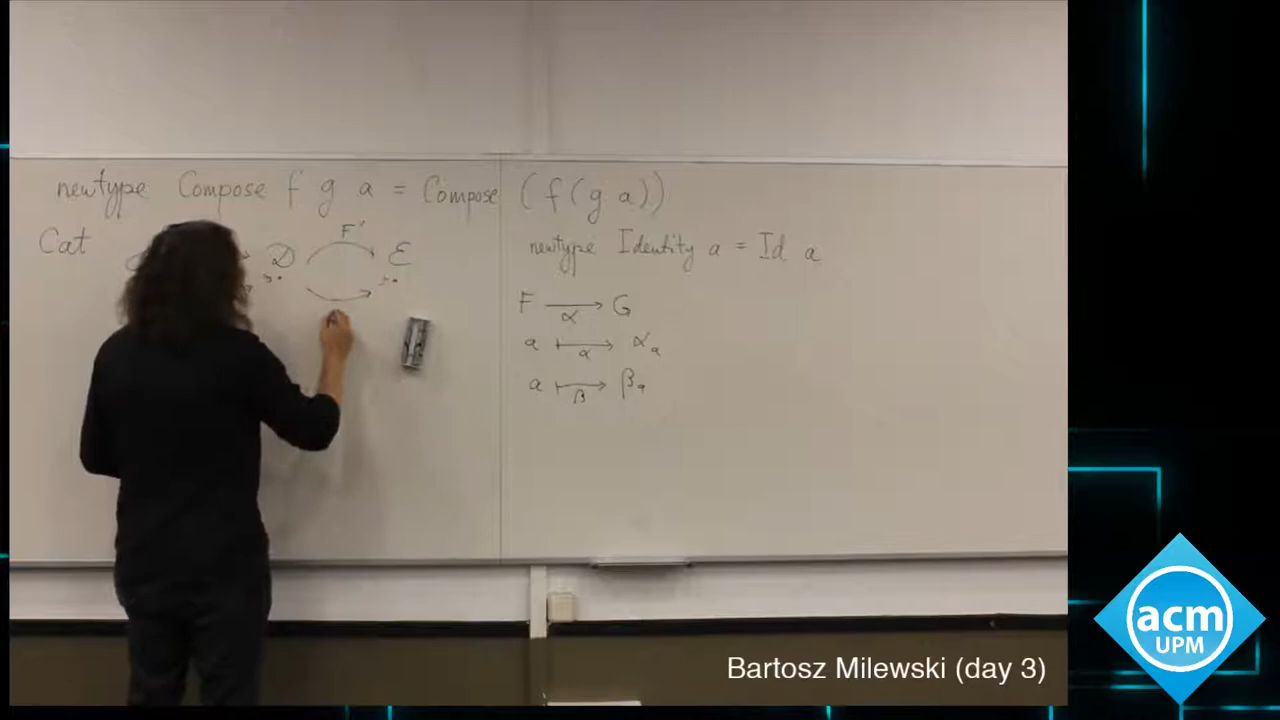 newtype Compose f g a = Compose (f(g a))
Cat
F'
D
E
newtype Identity a = Id a
F → G
α
a ↦ α_a
α
a ↦ β_a
β
acm
UPM
Bartosz Milewski (day 3)